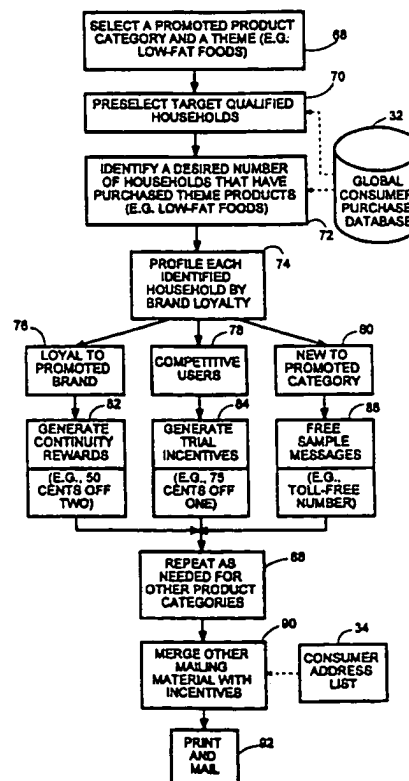 SELECT A PROMOTED PRODUCT
CATEGORY AND A THEME (E.G.
LOW-FAT FOODS)
68
70
PRESELECT TARGET QUALIFIED
HOUSEHOLDS
32
GLOBAL
CONSUMER
PURCHASE
DATABASE
IDENTIFY A DESIRED NUMBER
OF HOUSEHOLDS THAT HAVE
PURCHASED THEME PRODUCTS
(E.G. LOW-FAT FOODS)
72
74
PROFILE EACH
IDENTIFIED
HOUSEHOLD BY
BRAND LOYALTY
76
LOYAL TO
PROMOTED
BRAND
78
COMPETITIVE
USERS
80
NEW TO
PROMOTED
CATEGORY
82
GENERATE
CONTINUITY
REWARDS
(E.G., 50
CENTS OFF
TWO)
84
GENERATE
TRIAL
INCENTIVES
(E.G., 75
CENTS OFF
ONE)
86
FREE
SAMPLE
MESSAGES
(E.G.,
TOLL-FREE
NUMBER)
88
REPEAT AS
NEEDED FOR
OTHER PRODUCT
CATEGORIES
90
MERGE OTHER
MAILING
MATERIAL WITH
INCENTIVES
34
CONSUMER
ADDRESS
LIST
PRINT
AND
MAIL
92